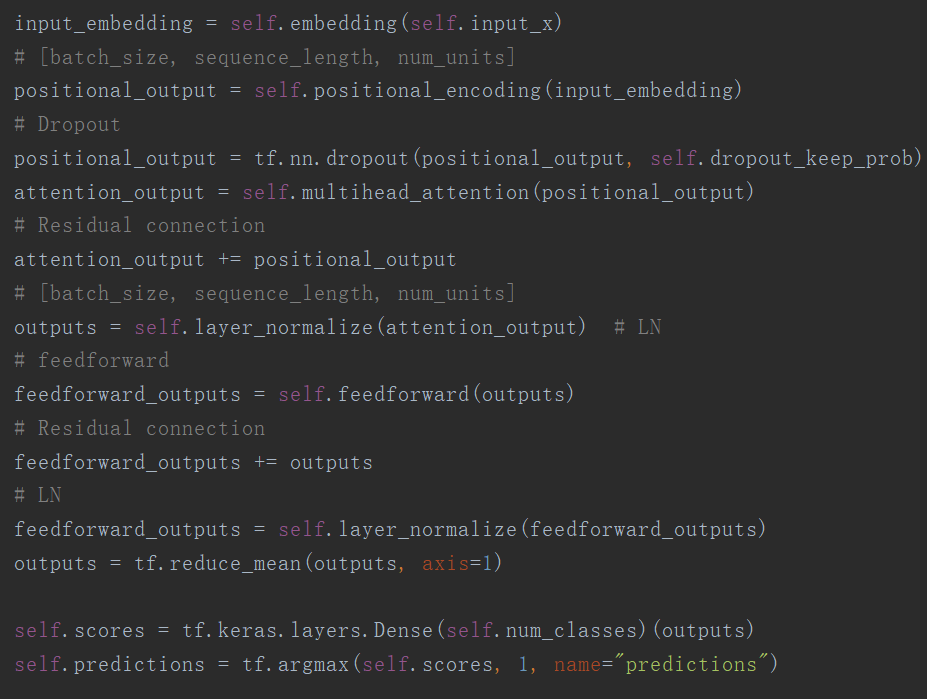 input_embedding = self.embedding(self.input_x)
# [batch_size, sequence_length, num_units]
positional_output = self.positional_encoding(input_embedding)
# Dropout
positional_output = tf.nn.dropout(positional_output, self.dropout_keep_prob)
attention_output = self.multihead_attention(positional_output)
# Residual connection
attention_output += positional_output
# [batch_size, sequence_length, num_units]
outputs = self.layer_normalize(attention_output)  # LN
# feedforward
feedforward_outputs = self.feedforward(outputs)
# Residual connection
feedforward_outputs += outputs
# LN
feedforward_outputs = self.layer_normalize(feedforward_outputs)
outputs = tf.reduce_mean(outputs, axis=1)
self.scores = tf.keras.layers.Dense(self.num_classes)(outputs)
self.predictions = tf.argmax(self.scores, 1, name="predictions")